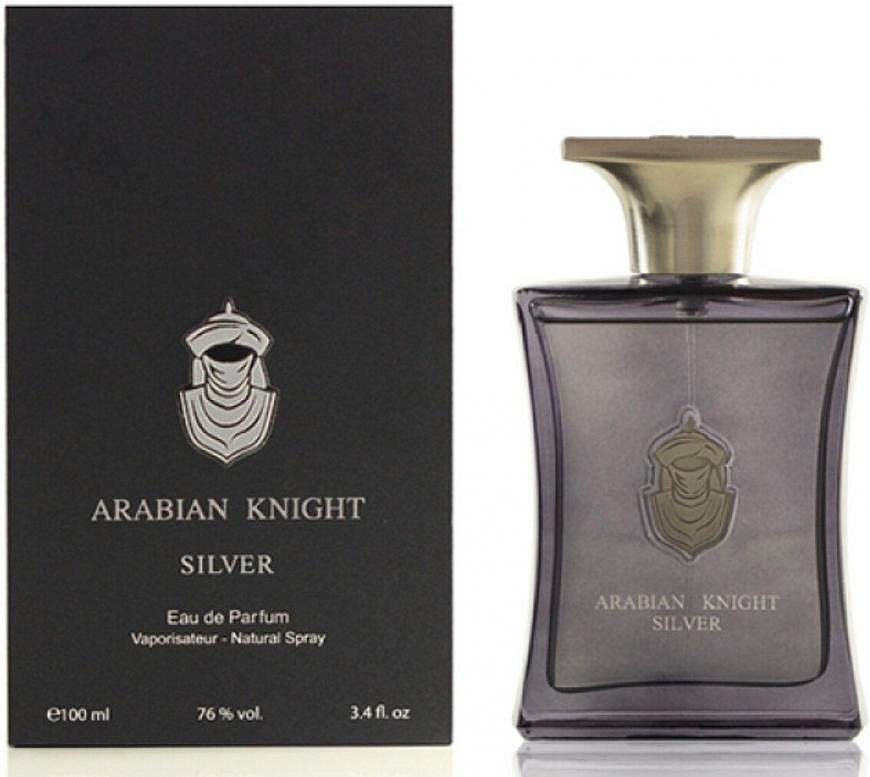 ARABIAN KNIGHT
SILVER
Eau de Parfum
Vaporisateur - Natural Spray
℮100 ml 76 % vol. 3.4 fl. oz
ARABIAN KNIGHT
SILVER